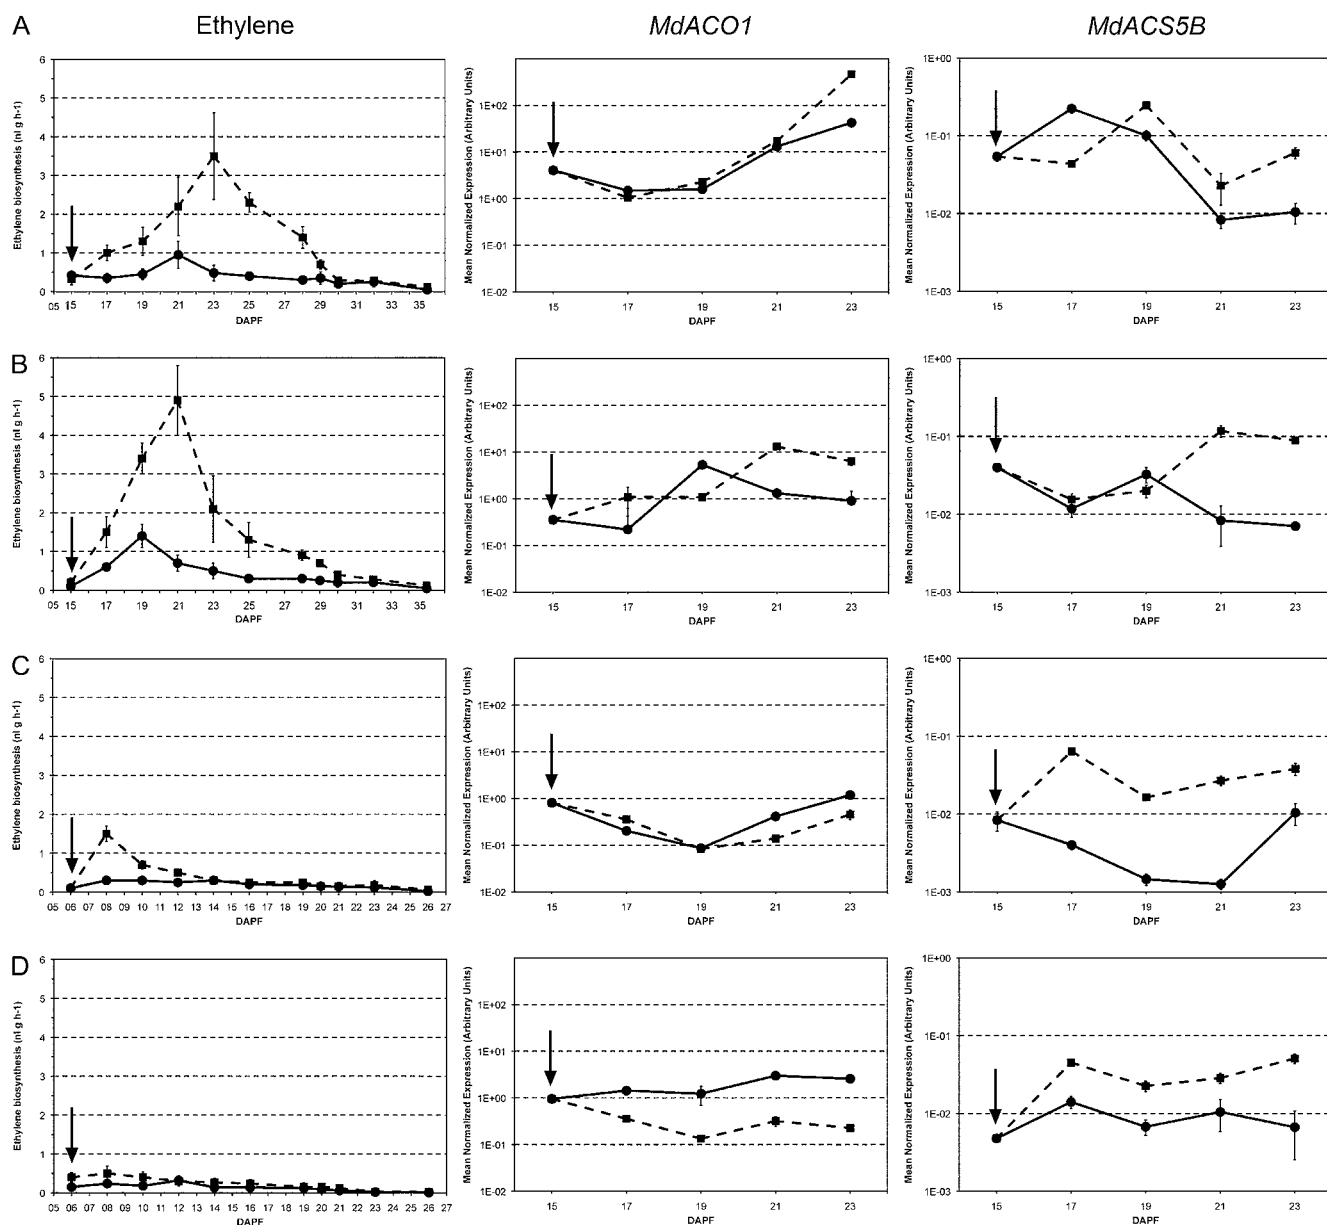 A Ethylene MdACO1 MdACS5B
Ethylene biosynthesis (nl g h-1)
6
5
4
3
2
1
0
05 15 17 19 21 23 25 27 29 31 33 35
DAPF
Mean Normalized Expression (Arbitrary Units)
1E+02
1E+01
1E+00
1E-01
1E-02
15 17 19 21 23
DAPF
Mean Normalized Expression (Arbitrary Units)
1E+00
1E-01
1E-02
1E-03
15 17 19 21 23
DAPF
B
Ethylene biosynthesis (nl g h-1)
6
5
4
3
2
1
0
05 15 17 19 21 23 25 27 29 31 33 35
DAPF
Mean Normalized Expression (Arbitrary Units)
1E+02
1E+01
1E+00
1E-01
1E-02
15 17 19 21 23
DAPF
Mean Normalized Expression (Arbitrary Units)
1E+00
1E-01
1E-02
1E-03
15 17 19 21 23
DAPF
C
Ethylene biosynthesis (nl g h-1)
6
5
4
3
2
1
0
05 06 07 08 09 10 11 12 13 14 15 16 17 18 19 20 21 22 23 24 25 26 27
DAPF
Mean Normalized Expression (Arbitrary Units)
1E+02
1E+01
1E+00
1E-01
1E-02
15 17 19 21 23
DAPF
Mean Normalized Expression (Arbitrary Units)
1E+00
1E-01
1E-02
1E-03
15 17 19 21 23
DAPF
D
Ethylene biosynthesis (nl g h-1)
6
5
4
3
2
1
0
05 06 07 08 09 10 11 12 13 14 15 16 17 18 19 20 21 22 23 24 25 26 27
DAPF
Mean Normalized Expression (Arbitrary Units)
1E+02
1E+01
1E+00
1E-01
1E-02
15 17 19 21 23
DAPF
Mean Normalized Expression (Arbitrary Units)
1E+00
1E-01
1E-02
1E-03
15 17 19 21 23
DAPF